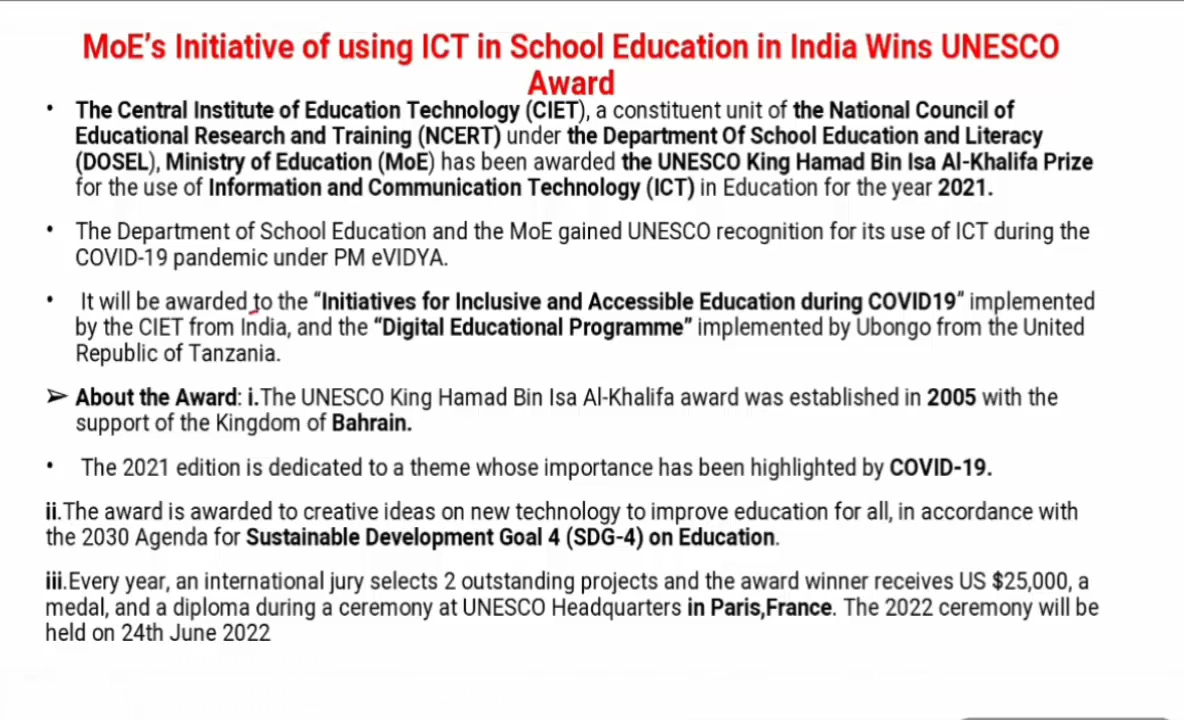 MoE's Initiative of using ICT in School Education in India Wins UNESCO
Award
• The Central Institute of Education Technology (CIET), a constituent unit of the National Council of
Educational Research and Training (NCERT) under the Department Of School Education and Literacy
(DOSEL), Ministry of Education (MoE) has been awarded the UNESCO King Hamad Bin Isa Al-Khalifa Prize
for the use of Information and Communication Technology (ICT) in Education for the year 2021.
• The Department of School Education and the MoE gained UNESCO recognition for its use of ICT during the
COVID-19 pandemic under PM eVIDYA.
• It will be awarded to the “Initiatives for Inclusive and Accessible Education during COVID19” implemented
by the CIET from India, and the “Digital Educational Programme” implemented by Ubongo from the United
Republic of Tanzania.
➢ About the Award: i.The UNESCO King Hamad Bin Isa Al-Khalifa award was established in 2005 with the
support of the Kingdom of Bahrain.
• The 2021 edition is dedicated to a theme whose importance has been highlighted by COVID-19.
ii.The award is awarded to creative ideas on new technology to improve education for all, in accordance with
the 2030 Agenda for Sustainable Development Goal 4 (SDG-4) on Education.
iii.Every year, an international jury selects 2 outstanding projects and the award winner receives US $25,000, a
medal, and a diploma during a ceremony at UNESCO Headquarters in Paris,France. The 2022 ceremony will be
held on 24th June 2022